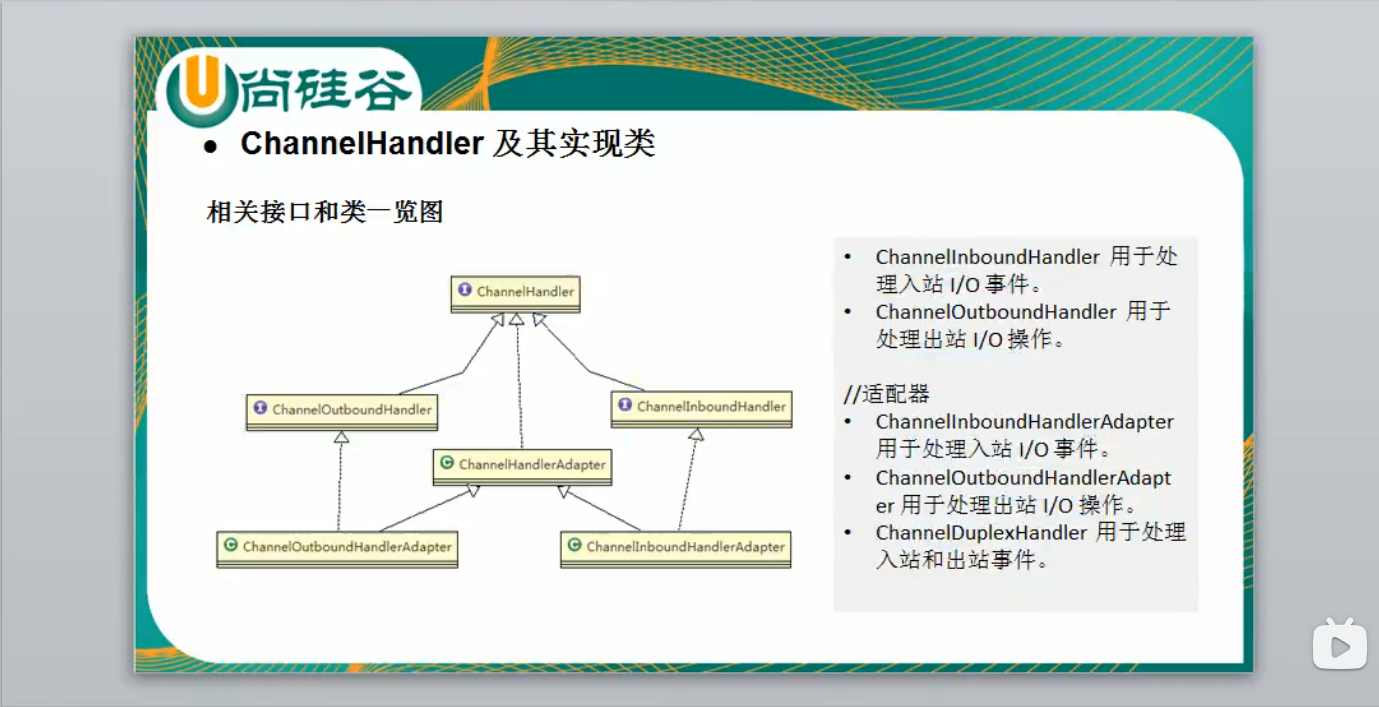 尚硅谷
● ChannelHandler 及其实现类
相关接口和类一览图
ChannelHandler
ChannelOutboundHandler
ChannelInboundHandler
ChannelHandlerAdapter
ChannelOutboundHandlerAdapter
ChannelInboundHandlerAdapter
• ChannelInboundHandler 用于处
理入站 I/O 事件。
• ChannelOutboundHandler 用于
处理出站 I/O 操作。
//适配器
• ChannelInboundHandlerAdapter
用于处理入站 I/O 事件。
• ChannelOutboundHandlerAdapt
er 用于处理出站 I/O 操作。
• ChannelDuplexHandler 用于处理
入站和出站事件。